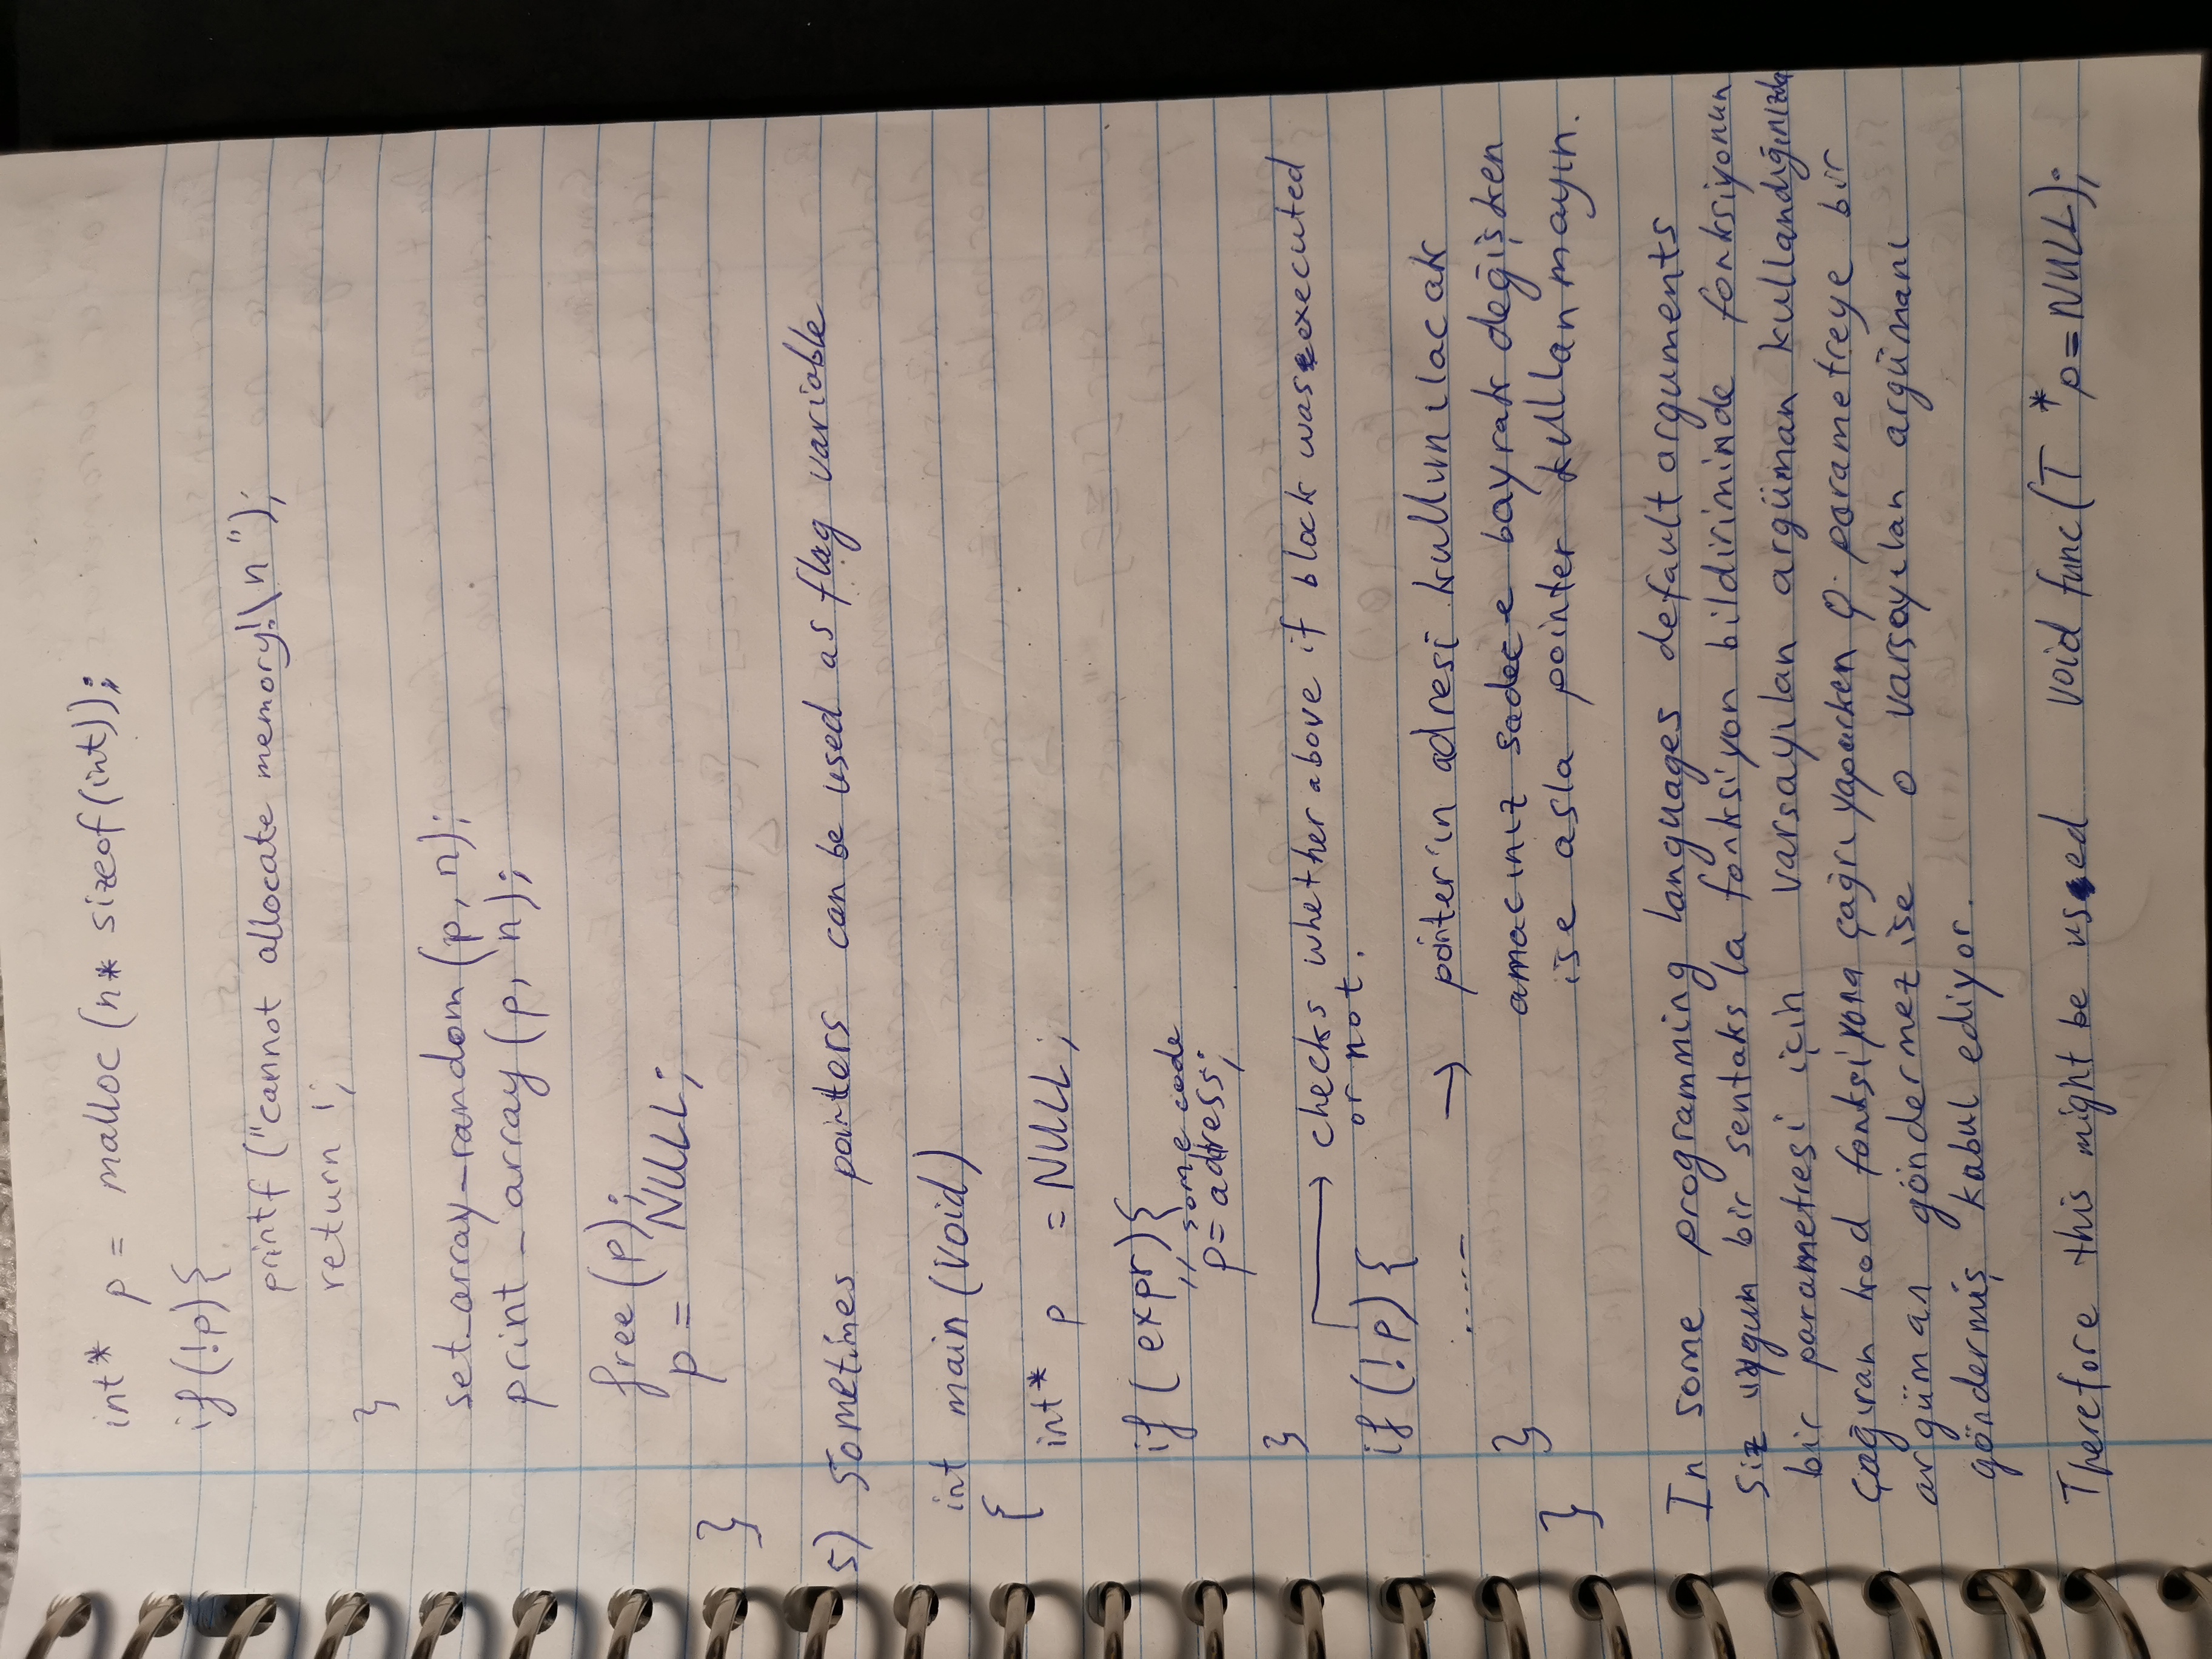 int* p = malloc (n* sizeof(int));
if(!p){
printf ("cannot allocate memory!\n");
return 1;
}
set_array_random (p, n);
print_array (p, n);
free (p);
p = NULL;
}
5) Sometimes pointers can be used as flag variable
int main (void)
{
int* p = NULL;
if ( expr){
// some code
p = adress;
}
→ checks whether above if block was executed
or not.
if (!p) {
..... → pointer'ın adresi kullanılacak
amacınız sadece bayrak değişken
} ise asla pointer kullanmayın.
}
In some programming languages default arguments
siz uygun bir sentaks la fonksiyon bildiriminde fonksiyonun
bir parametresi için varsayılan argüman kullandığınızda
çağıran kod fonksiyona çağrı yaparken o parametreye bir
argüman göndermez ise o varsayılan argümanı
göndermiş kabul ediyor.
Therefore this might be used void func(T *p=NULL);